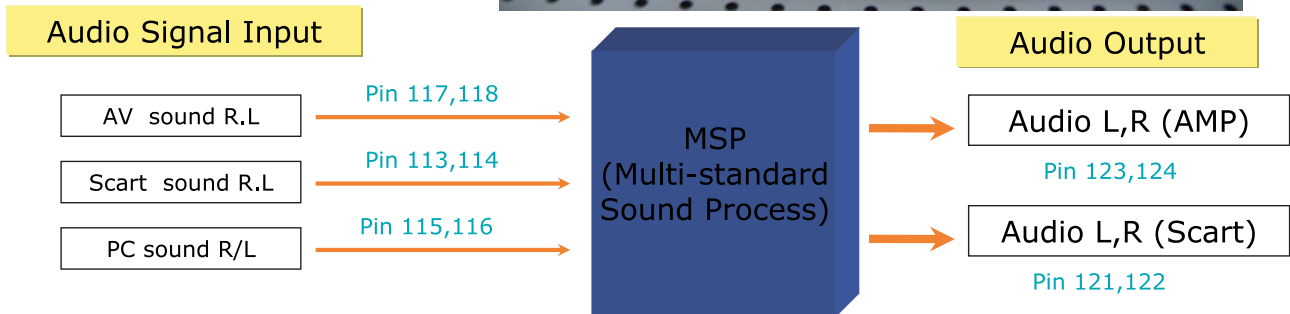 Audio Signal Input
Audio Output
Pin 117,118
AV sound R.L
Audio L,R (AMP)
Pin 123,124
Pin 113,114
Scart sound R.L
Pin 115,116
PC sound R/L
MSP
(Multi-standard
Sound Process)
Audio L,R (Scart)
Pin 121,122